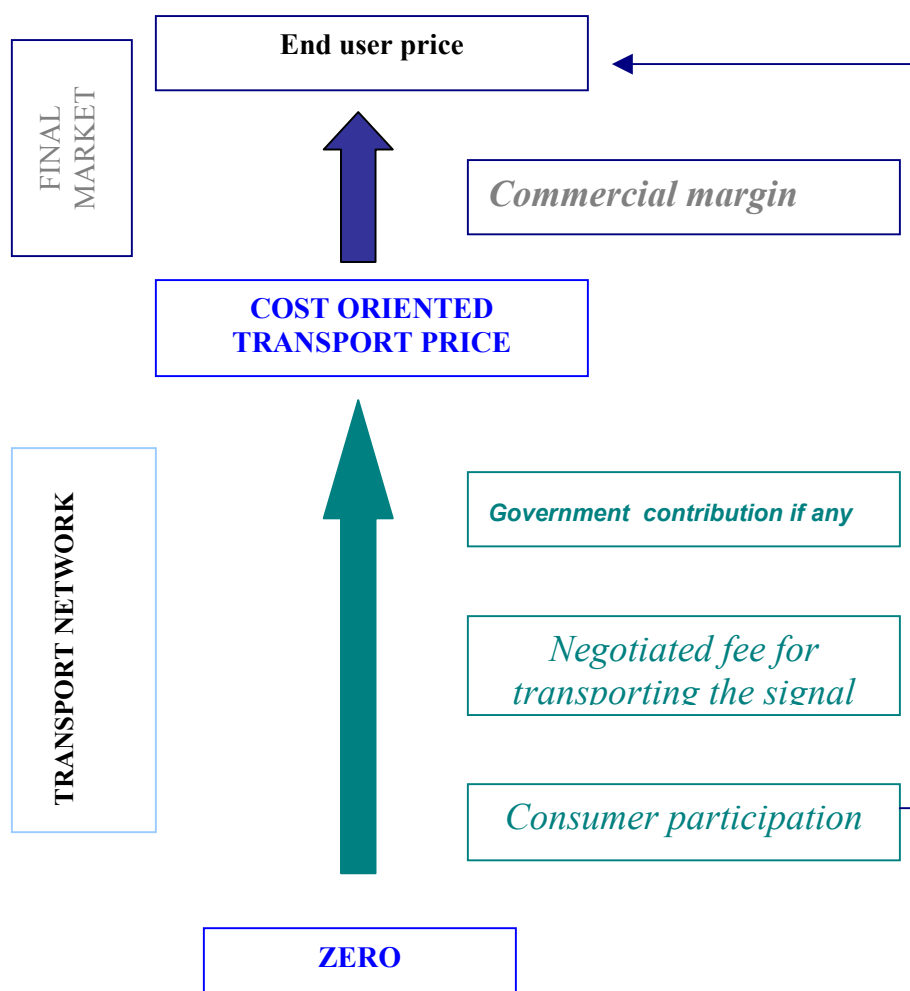 End user price
FINAL
MARKET
Commercial margin
COST ORIENTED
TRANSPORT PRICE
TRANSPORT NETWORK
Government contribution if any
Negotiated fee for
transporting the signal
Consumer participation
ZERO